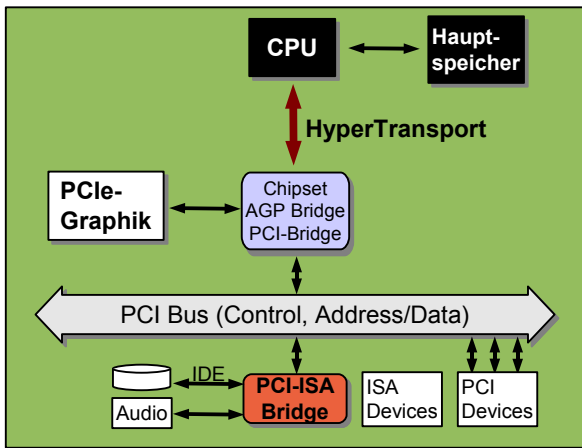 CPU
Haupt-
speicher
HyperTransport
PCIe-
Graphik
Chipset
AGP Bridge
PCI-Bridge
PCI Bus (Control, Address/Data)
IDE
Audio
PCI-ISA
Bridge
ISA
Devices
PCI
Devices